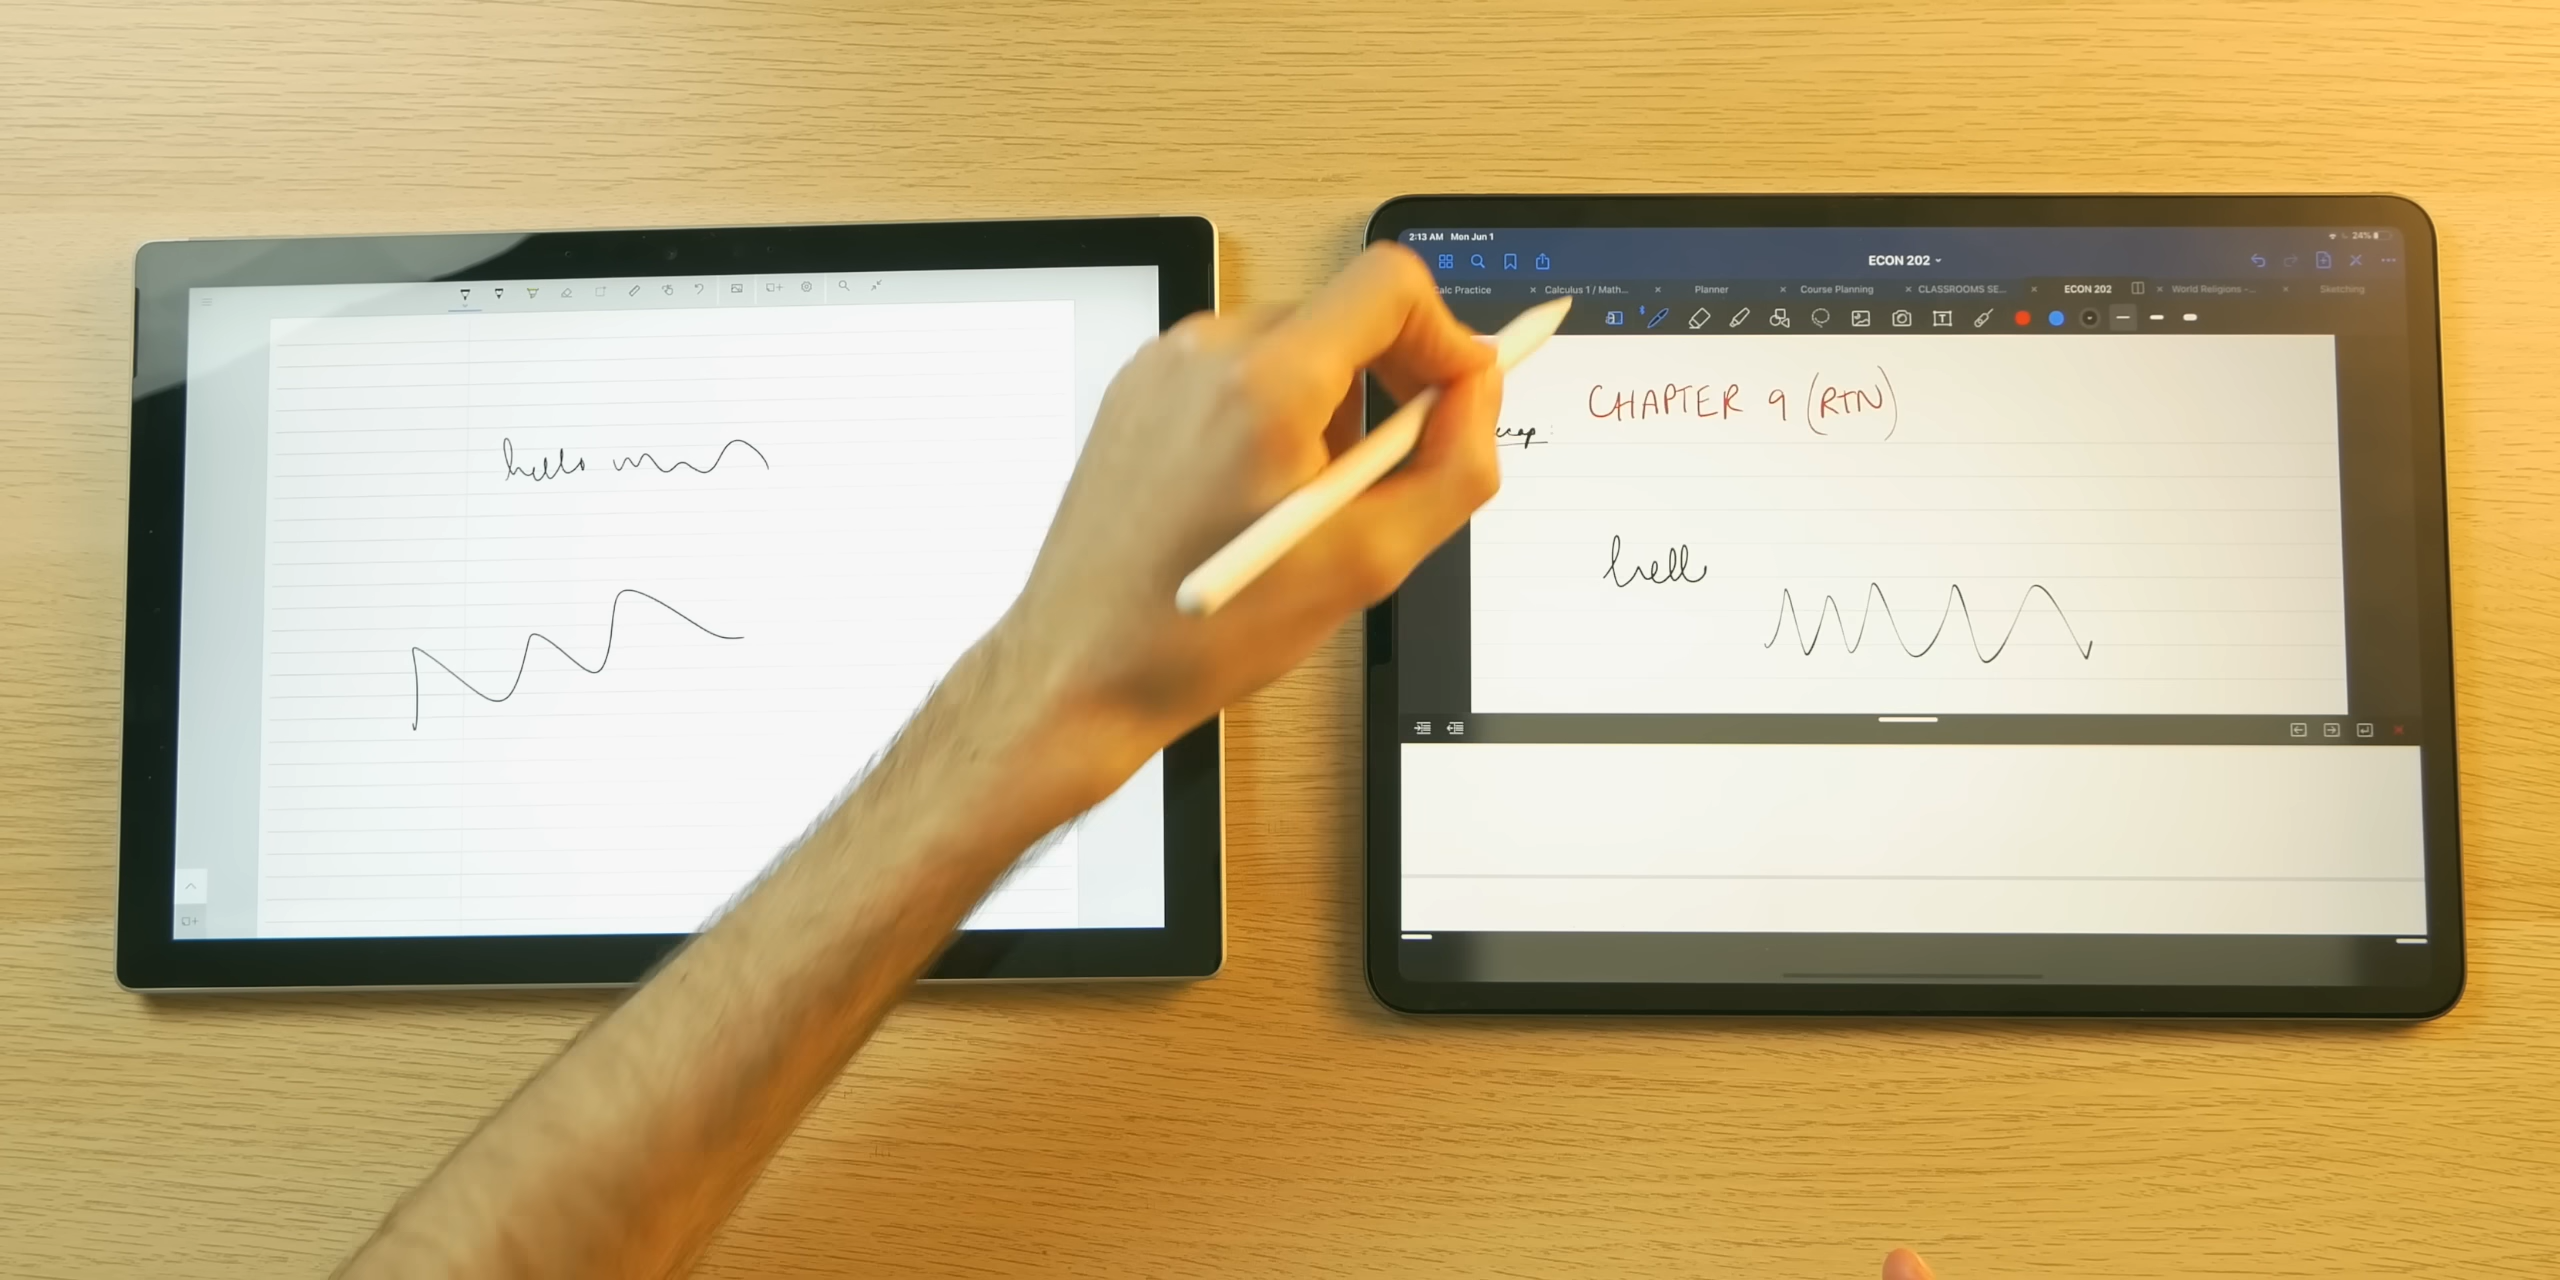 hello
2:13 AM Mon Jun 1
24%
ECON 202
Calc Practice
Calculus 1 / Math...
Planner
Course Planning
CLASSROOMS SE...
ECON 202
World Religions -...
Sketching
CHAPTER 9 (RTN)
hell